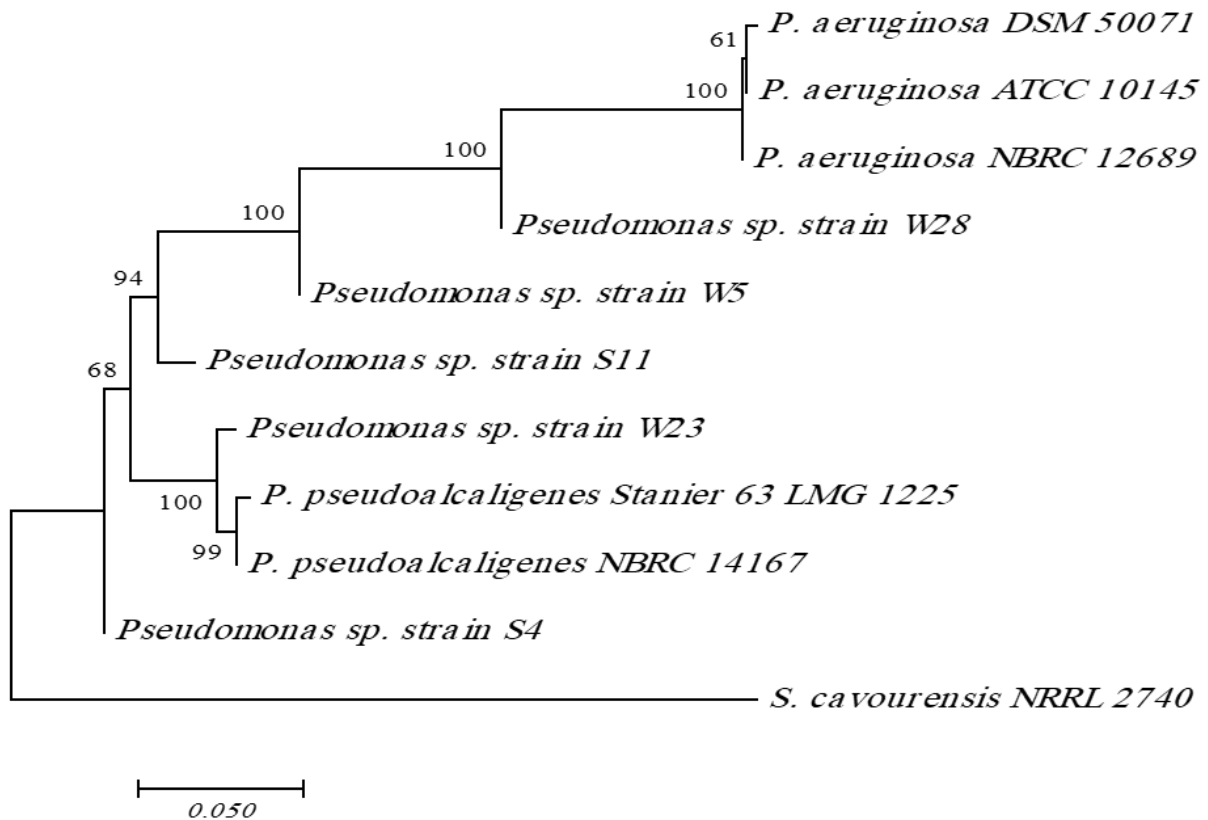 61
P. aeruginosa DSM 50071
100
P. aeruginosa ATCC 10145
P. aeruginosa NBRC 12689
100
Pseudomonas sp. strain W28
100
Pseudomonas sp. strain W5
94
Pseudomonas sp. strain S11
68
Pseudomonas sp. strain W23
100
P. pseudoalcaligenes Stanier 63 LMG 1225
99
P. pseudoalcaligenes NBRC 14167
Pseudomonas sp. strain S4
S. cavourensis NRRL 2740
0.050